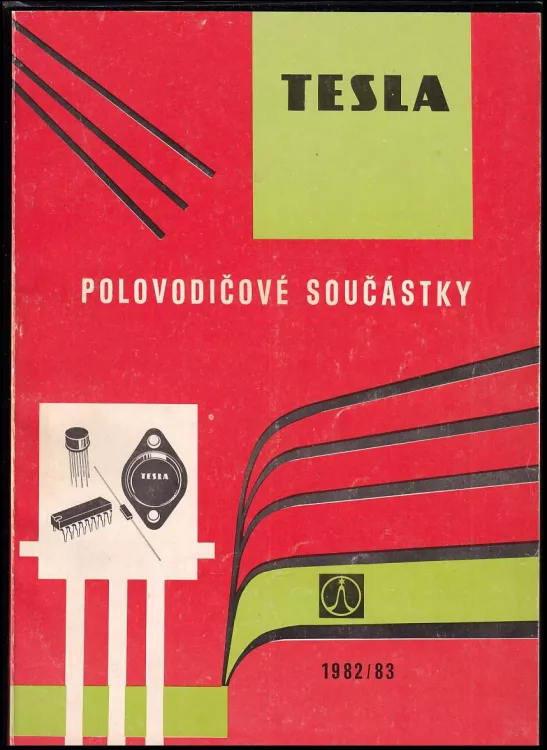 TESLA
POLOVODIČOVÉ SOUČÁSTKY
TESLA
1982/83